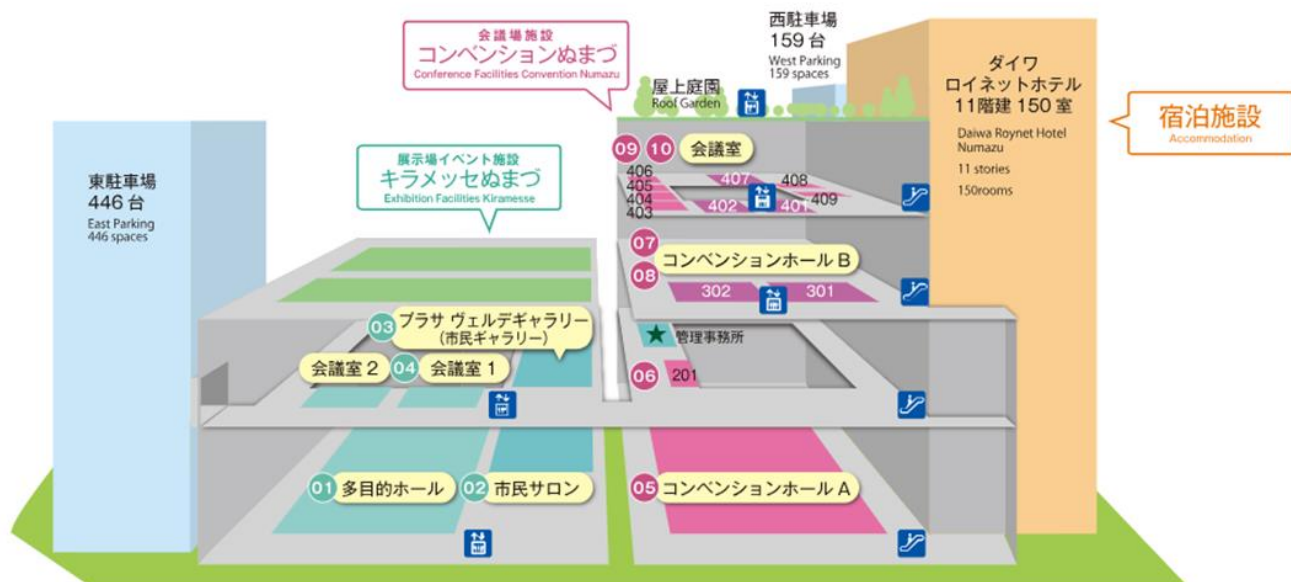 会議場施設
コンベンションぬまづ
Conference Facilities Convention Numazu
西駐車場
159台
West Parking
159 spaces
屋上庭園
Roof Garden
ダイワ
ロイネットホテル
11階建 150室
Daiwa Roynet Hotel
Numazu
11 stories
150rooms
宿泊施設
Accommodation
展示場イベント施設
キラメッセぬまづ
Exhibition Facilities Kiramesse
東駐車場
446台
East Parking
446 spaces
09 10 会議室
406
405
404
403
407
408
402
401
409
07
08
コンベンションホール B
302
301
03 プラサ ヴェルデギャラリー
(市民ギャラリー)
管理事務所
会議室 2
04
会議室 1
06
201
01 多目的ホール
02 市民サロン
05 コンベンションホール A